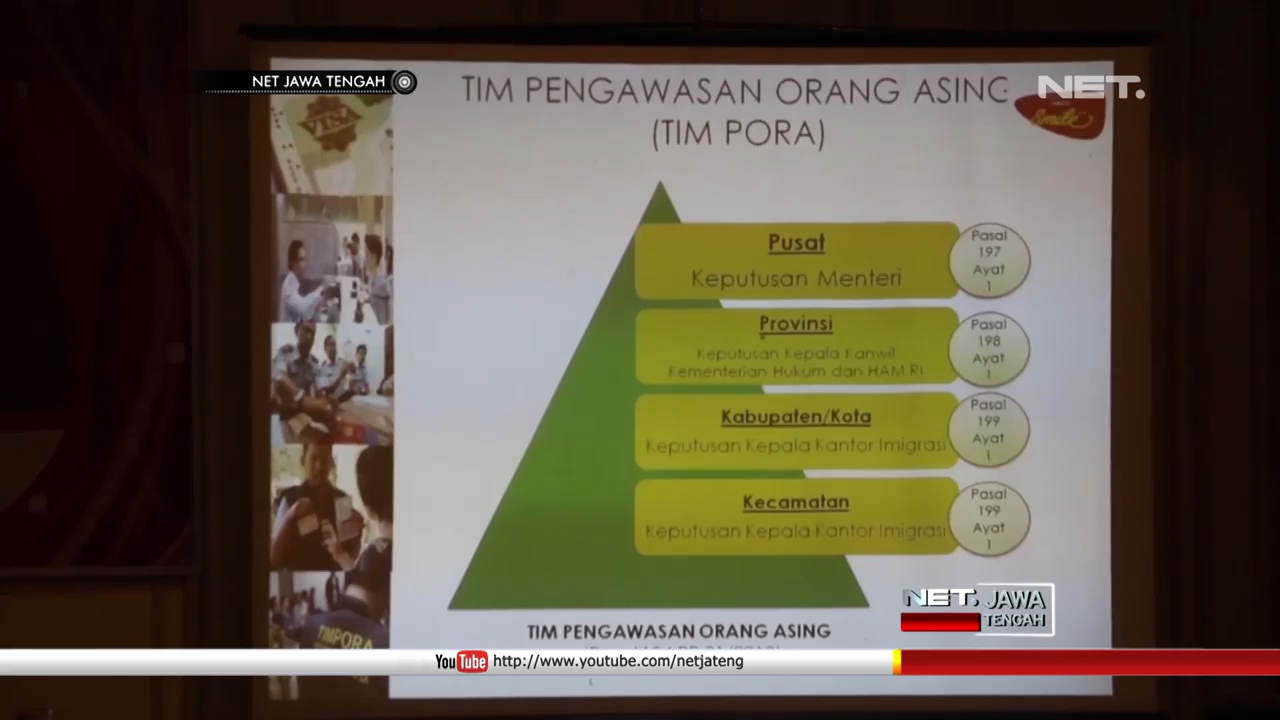 NET JAWA TENGAH
TIM PENGAWASAN ORANG ASING
(TIM PORA)
NET.
Smile
VISA
Pusat
Keputusan Menteri
Pasal
197
Ayat
1
Provinsi
Keputusan Kepala Kanwil
Kementerian Hukum dan HAM RI
Pasal
198
Ayat
1
Kabupaten/Kota
Keputusan Kepala Kantor Imigrasi
Pasal
199
Ayat
1
Kecamatan
Keputusan Kepala Kantor Imigrasi
Pasal
199
Ayat
1
TIMPORA
TIM PENGAWASAN ORANG ASING
NET. JAWA
TENGAH
YouTube http://www.youtube.com/netjateng